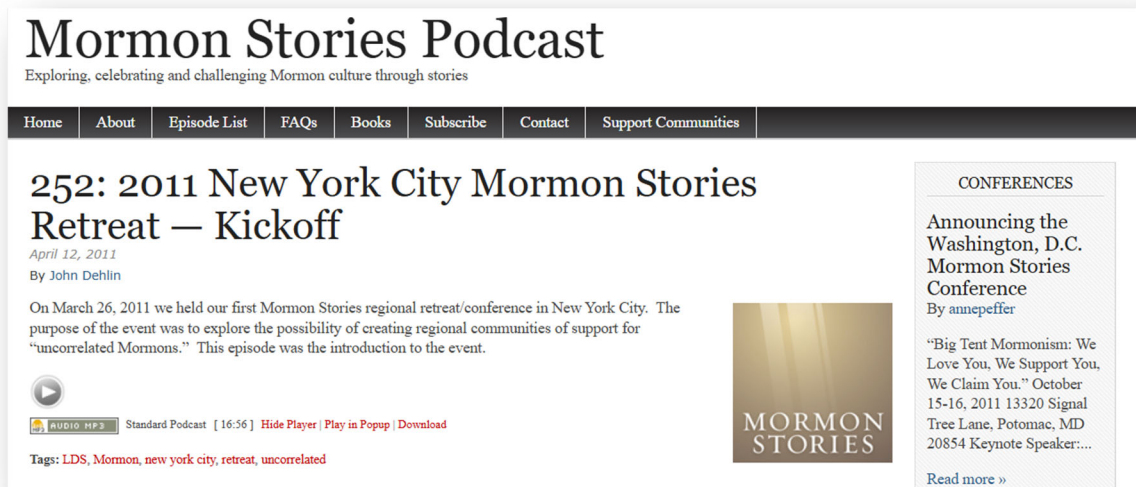 Mormon Stories Podcast
Exploring, celebrating and challenging Mormon culture through stories
Home About Episode List FAQs Books Subscribe Contact Support Communities
252: 2011 New York City Mormon Stories
Retreat — Kickoff
April 12, 2011
By John Dehlin
On March 26, 2011 we held our first Mormon Stories regional retreat/conference in New York City. The
purpose of the event was to explore the possibility of creating regional communities of support for
“uncorrelated Mormons.” This episode was the introduction to the event.
MORMON
STORIES
AUDIO MP3 Standard Podcast [ 16:56 ] Hide Player | Play in Popup | Download
Tags: LDS, Mormon, new york city, retreat, uncorrelated
CONFERENCES
Announcing the
Washington, D.C.
Mormon Stories
Conference
By annepeffer
“Big Tent Mormonism: We
Love You, We Support You,
We Claim You.” October
15-16, 2011 13320 Signal
Tree Lane, Potomac, MD
20854 Keynote Speaker:...
Read more »